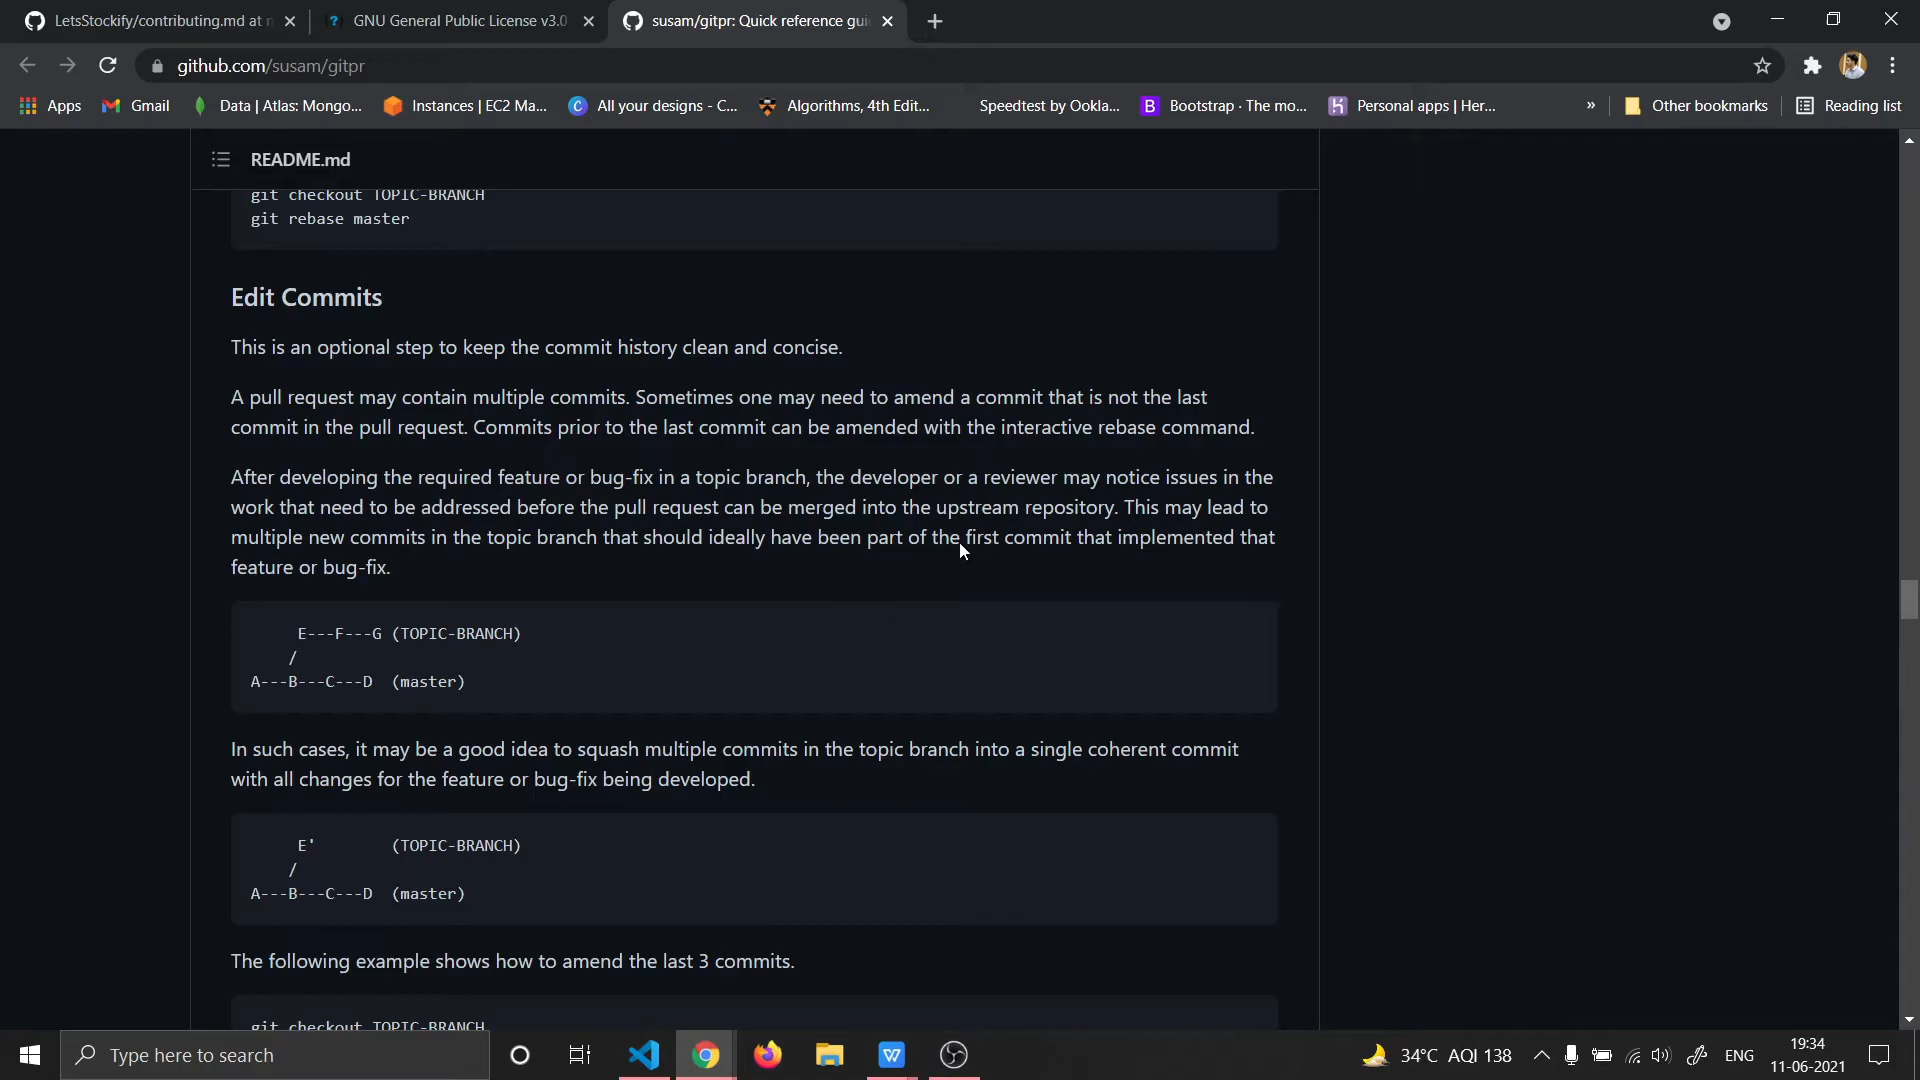 LetsStockify/contributing.md at
GNU General Public License v3.0
susam/gitpr: Quick reference gui
github.com/susam/gitpr
Apps
Gmail
Data | Atlas: Mongo...
Instances | EC2 Ma...
All your designs - C...
Algorithms, 4th Edit...
Speedtest by Ookla...
Bootstrap · The mo...
Personal apps | Her...
»
Other bookmarks
Reading list
README.md
git checkout TOPIC-BRANCH
git rebase master
Edit Commits
This is an optional step to keep the commit history clean and concise.
A pull request may contain multiple commits. Sometimes one may need to amend a commit that is not the last
commit in the pull request. Commits prior to the last commit can be amended with the interactive rebase command.
After developing the required feature or bug-fix in a topic branch, the developer or a reviewer may notice issues in the
work that need to be addressed before the pull request can be merged into the upstream repository. This may lead to
multiple new commits in the topic branch that should ideally have been part of the first commit that implemented that
feature or bug-fix.
E---F---G (TOPIC-BRANCH)
/
A---B---C---D (master)
In such cases, it may be a good idea to squash multiple commits in the topic branch into a single coherent commit
with all changes for the feature or bug-fix being developed.
E' (TOPIC-BRANCH)
/
A---B---C---D (master)
The following example shows how to amend the last 3 commits.
git checkout TOPIC-BRANCH
Type here to search
34°C AQI 138
ENG
19:34
11-06-2021